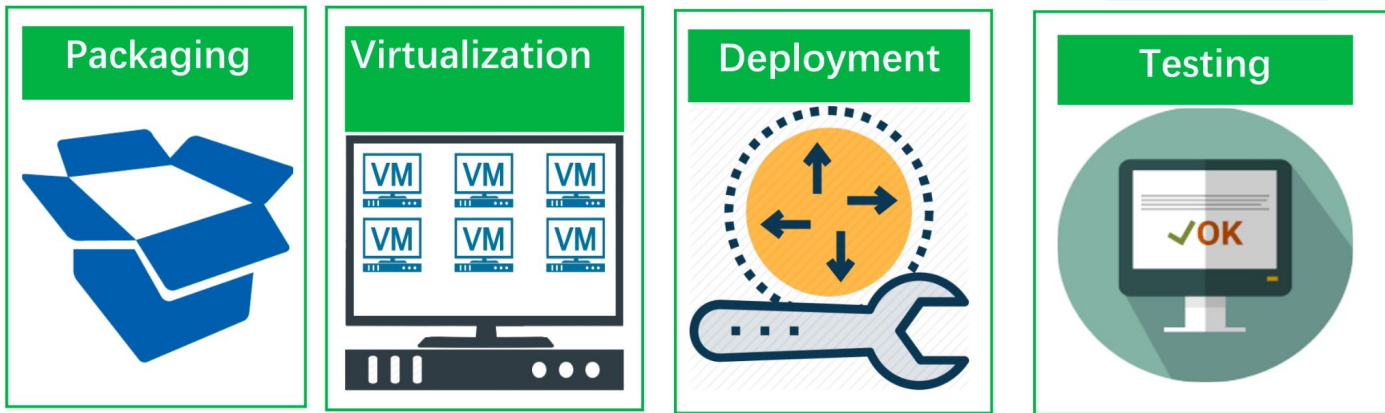 Packaging
Virtualization
Deployment
Testing
VM VM VM
VM VM VM
OK